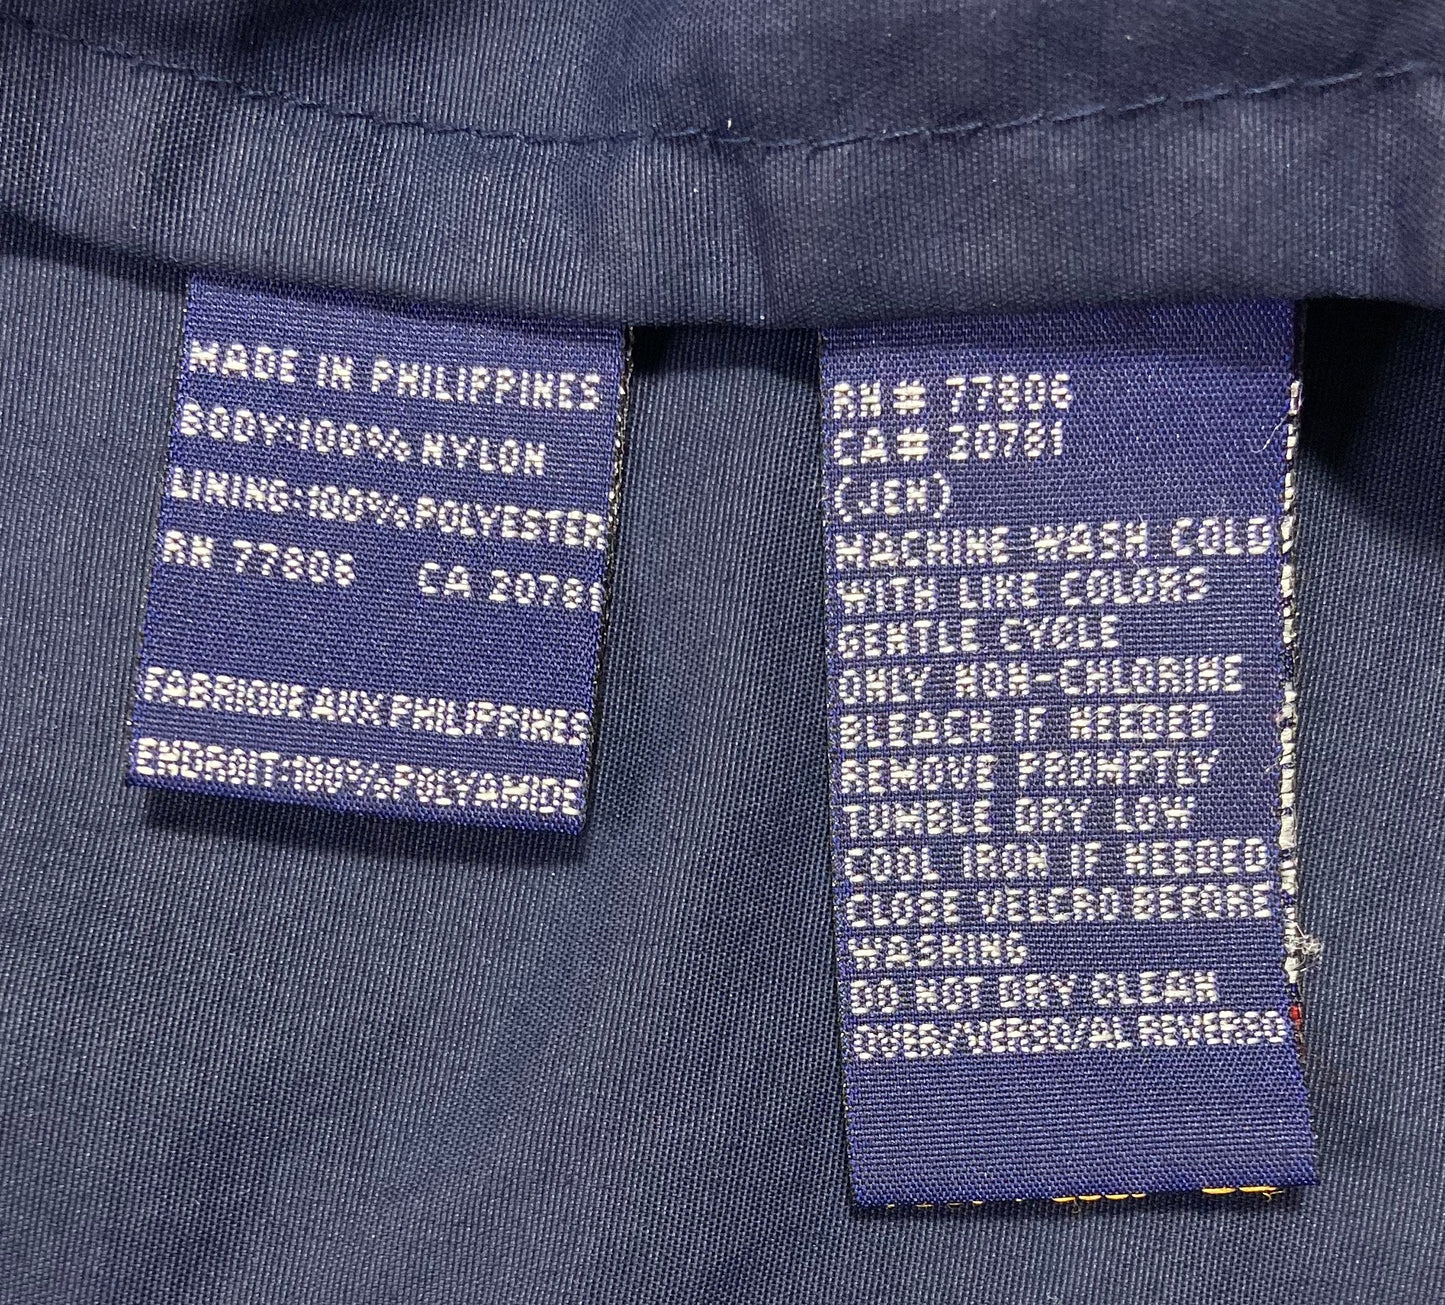 MADE IN PHILIPPINES
BODY:100% NYLON
LINING:100% POLYESTER
RN 77806 CA 20781
FABRIQUE AUX PHILIPPINES
ENDROIT:100% POLYAMIDE
RN # 77806
CA # 20781
(JEN)
MACHINE WASH COLD
WITH LIKE COLORS
GENTLE CYCLE
ONLY NON-CHLORINE
BLEACH IF NEEDED
REMOVE PROMPTLY
TUMBLE DRY LOW
COOL IRON IF NEEDED
CLOSE VELCRO BEFORE
WASHING
DO NOT DRY CLEAN
OVER/VERSO/AL REVERSO